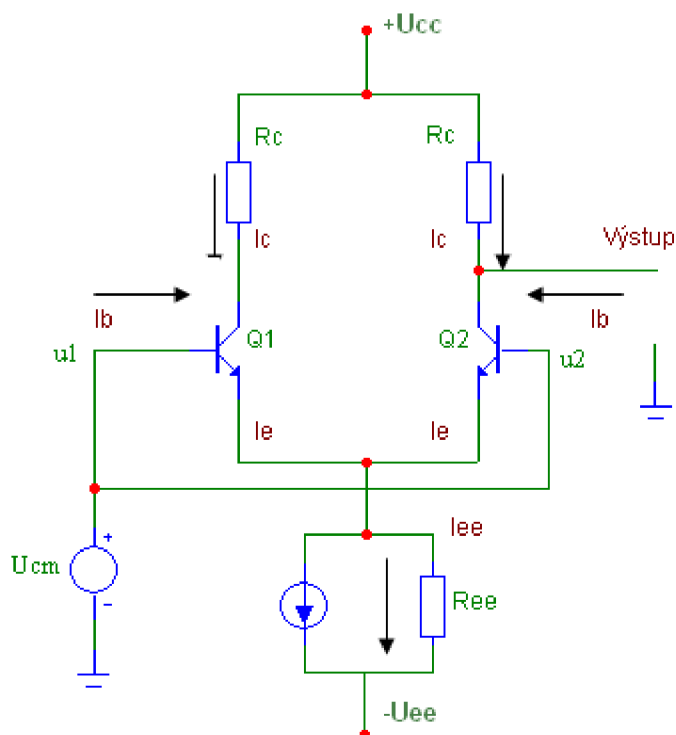 +Ucc
Rc
Rc
Ic
Ic
Výstup
Ib
Ib
u1
Q1
Q2
u2
Ie
Ie
Iee
+
Ucm
-
Ree
-Uee